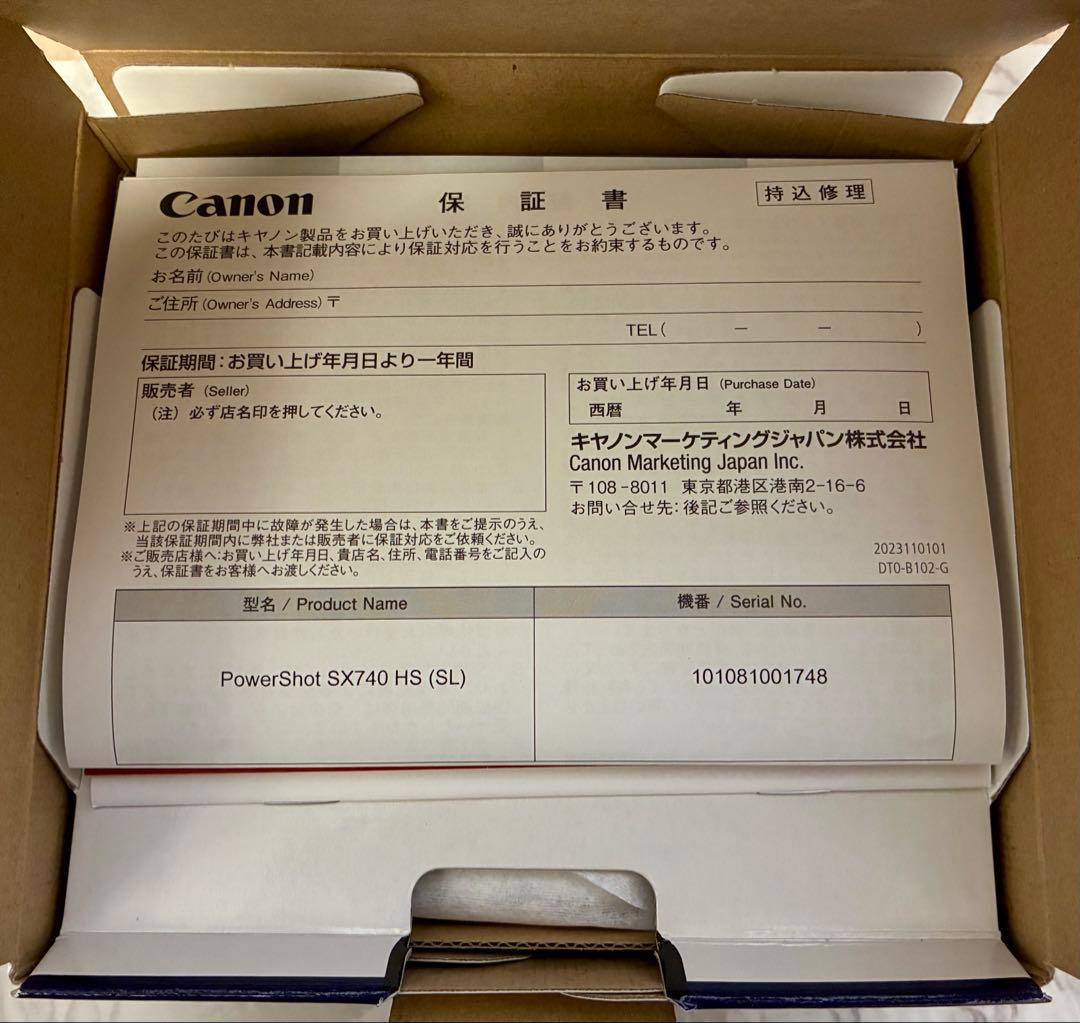 Canon 保証書 持込修理
このたびはキヤノン製品をお買い上げいただき、誠にありがとうございます。
この保証書は、本書記載内容により保証対応を行うことをお約束するものです。
お名前 (Owner's Name)
ご住所 (Owner's Address) 〒
TEL ( － － )
保証期間：お買い上げ年月日より一年間
販売者 (Seller)
（注）必ず店名印を押してください。
※上記の保証期間中に故障が発生した場合は、本書をご提示のうえ、
当該保証期間内に弊社または販売者に保証対応をご依頼ください。
※ご販売店様へ:お買い上げ年月日、貴店名、住所、電話番号をご記入の
うえ、保証書をお客様へお渡しください。
お買い上げ年月日 (Purchase Date)
西暦 年 月 日
キヤノンマーケティングジャパン株式会社
Canon Marketing Japan Inc.
〒108-8011 東京都港区港南2-16-6
お問い合せ先：後記ご参照ください。
2023110101
DT0-B102-G
型名 / Product Name 機番 / Serial No.
PowerShot SX740 HS (SL) 101081001748